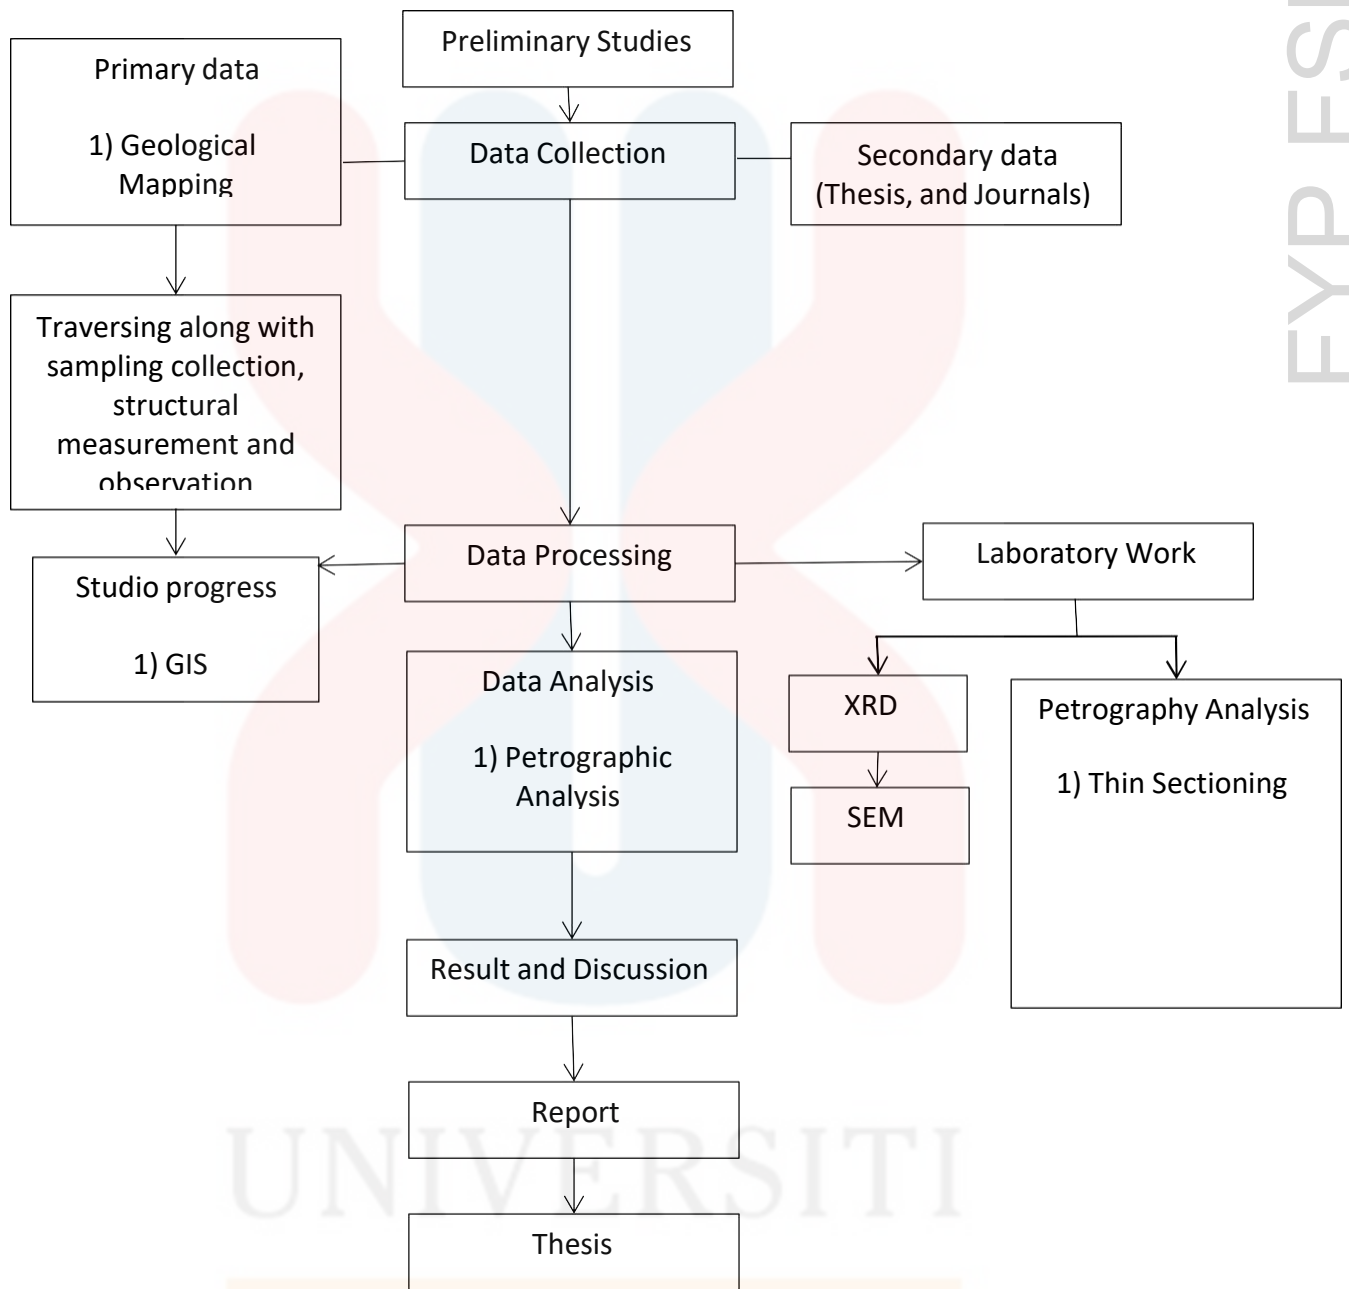 Preliminary Studies
Primary data
1) Geological
Mapping
Data Collection
Secondary data
(Thesis, and Journals)
Traversing along with
sampling collection,
structural
measurement and
observation
Data Processing
Laboratory Work
Studio progress
1) GIS
Data Analysis
1) Petrographic
Analysis
XRD
SEM
Petrography Analysis
1) Thin Sectioning
Result and Discussion
Report
Thesis
UNIVERSITI
FYP